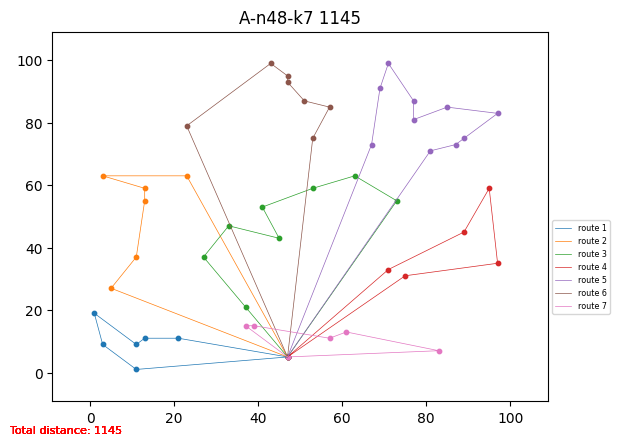 A-n48-k7 1145
100
80
60
40
20
0
0 20 40 60 80 100
route 1
route 2
route 3
route 4
route 5
route 6
route 7
Total distance: 1145